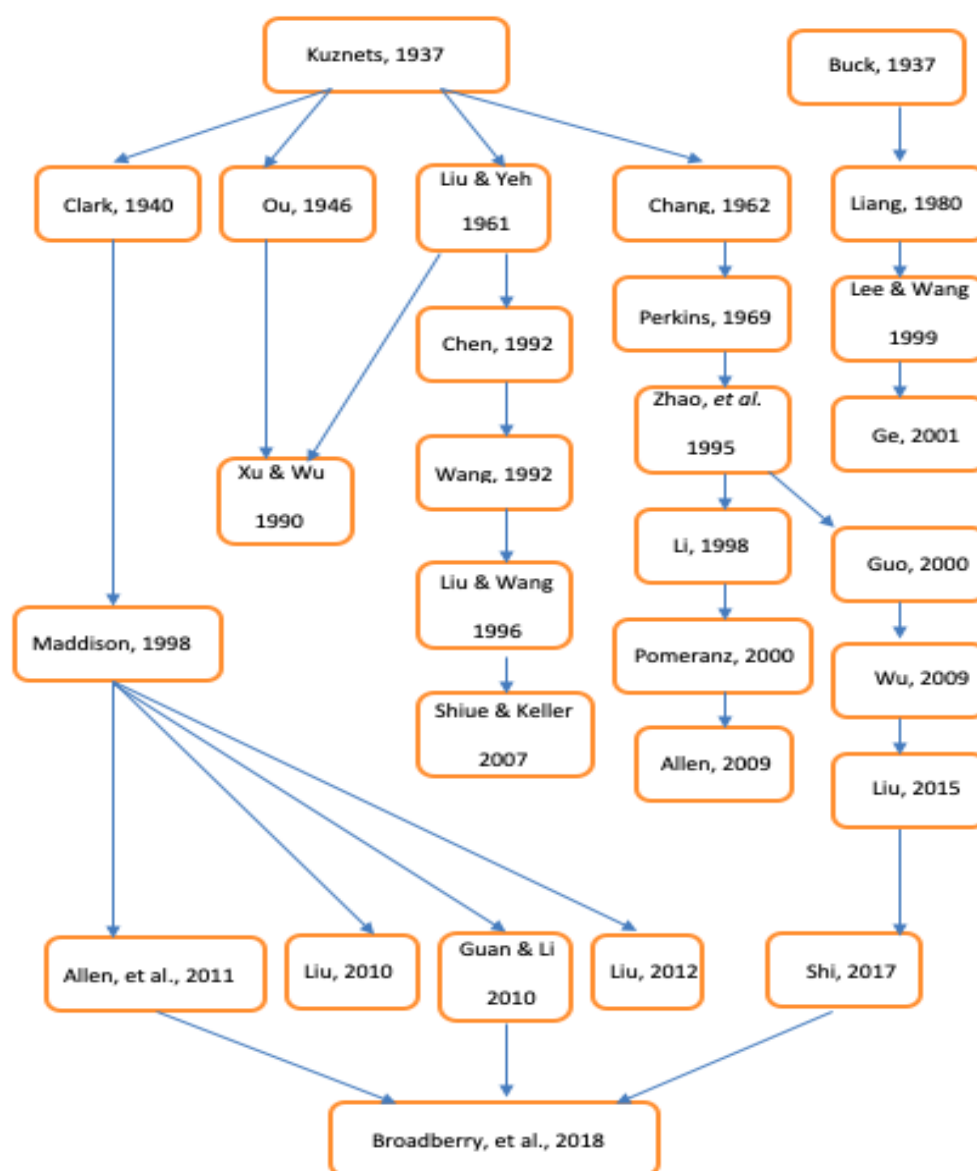 Kuznets, 1937
Buck, 1937
Clark, 1940
Ou, 1946
Liu & Yeh
1961
Chang, 1962
Liang, 1980
Chen, 1992
Perkins, 1969
Lee & Wang
1999
Xu & Wu
1990
Wang, 1992
Zhao, et al.
1995
Ge, 2001
Liu & Wang
1996
Li, 1998
Guo, 2000
Maddison, 1998
Shiue & Keller
2007
Pomeranz, 2000
Wu, 2009
Allen, 2009
Liu, 2015
Allen, et al., 2011
Liu, 2010
Guan & Li
2010
Liu, 2012
Shi, 2017
Broadberry, et al., 2018